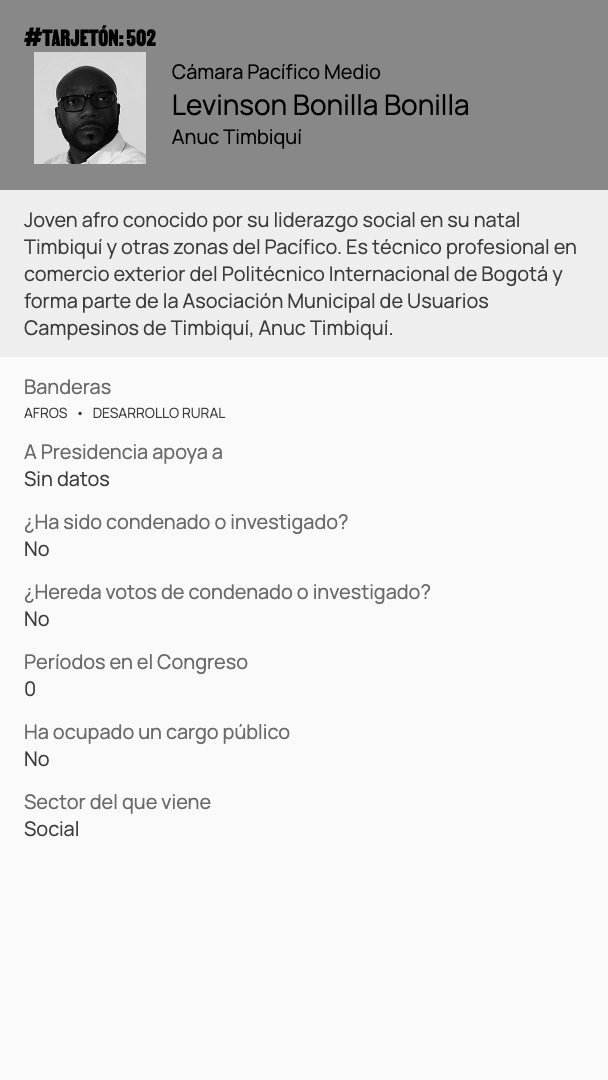 #TARJETÓN: 502
Cámara Pacífico Medio
Levinson Bonilla Bonilla
Anuc Timbiquí
Joven afro conocido por su liderazgo social en su natal
Timbiquí y otras zonas del Pacífico. Es técnico profesional en
comercio exterior del Politécnico Internacional de Bogotá y
forma parte de la Asociación Municipal de Usuarios
Campesinos de Timbiquí, Anuc Timbiquí.
Banderas
AFROS • DESARROLLO RURAL
A Presidencia apoya a
Sin datos
¿Ha sido condenado o investigado?
No
¿Hereda votos de condenado o investigado?
No
Períodos en el Congreso
0
Ha ocupado un cargo público
No
Sector del que viene
Social